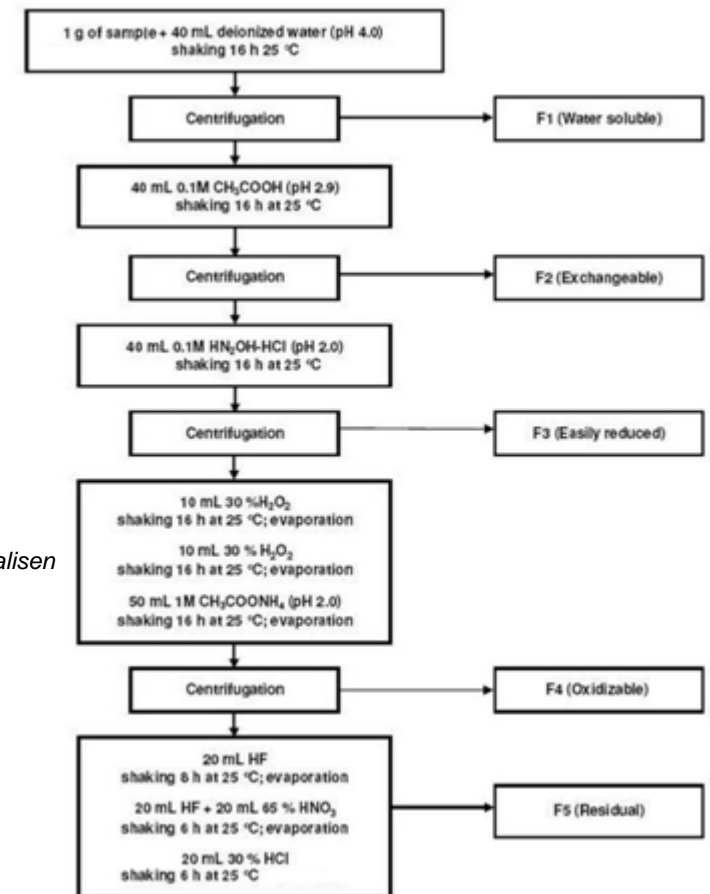 1 g of sample + 40 mL deionized water (pH 4.0)
shaking 16 h 25 °C
Centrifugation
F1 (Water soluble)
40 mL 0.1M CH₃COOH (pH 2.9)
shaking 16 h at 25 °C
Centrifugation
F2 (Exchangeable)
40 mL 0.1M HN₂OH-HCl (pH 2.0)
shaking 16 h at 25 °C
Centrifugation
F3 (Easily reduced)
10 mL 30 %H₂O₂
shaking 16 h at 25 °C; evaporation
10 mL 30 % H₂O₂
shaking 16 h at 25 °C; evaporation
50 mL 1M CH₃COONH₄ (pH 2.0)
shaking 16 h at 25 °C; evaporation
alisen
Centrifugation
F4 (Oxidizable)
20 mL HF
shaking 6 h at 25 °C; evaporation
20 mL HF + 20 mL 65 % HNO₃
shaking 6 h at 25 °C; evaporation
20 mL 30 % HCl
shaking 6 h at 25 °C
F5 (Residual)